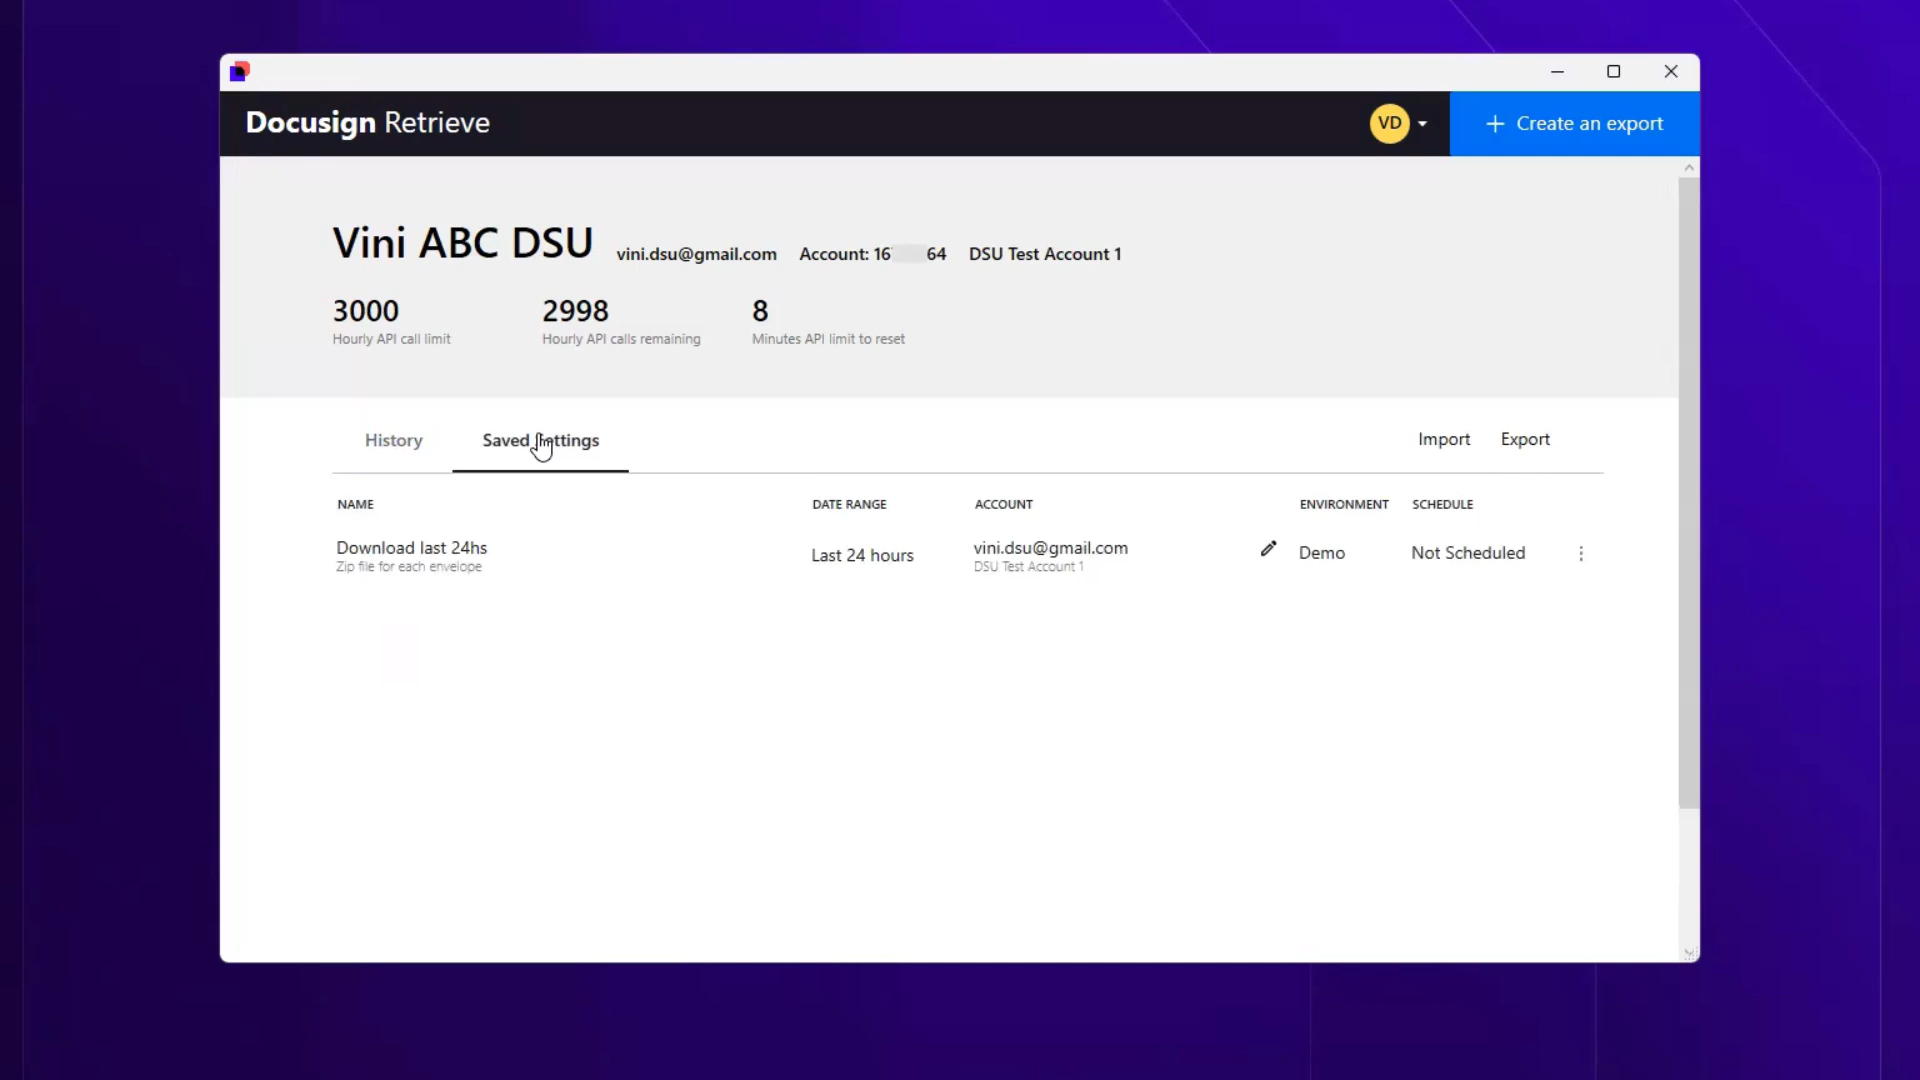 Docusign Retrieve
VD
+ Create an export
Vini ABC DSU vini.dsu@gmail.com Account: 16 64 DSU Test Account 1
3000 2998 8
Hourly API call limit Hourly API calls remaining Minutes API limit to reset
History Saved Settings Import Export
NAME DATE RANGE ACCOUNT ENVIRONMENT SCHEDULE
Download last 24hs Last 24 hours vini.dsu@gmail.com Demo Not Scheduled
Zip file for each envelope DSU Test Account 1